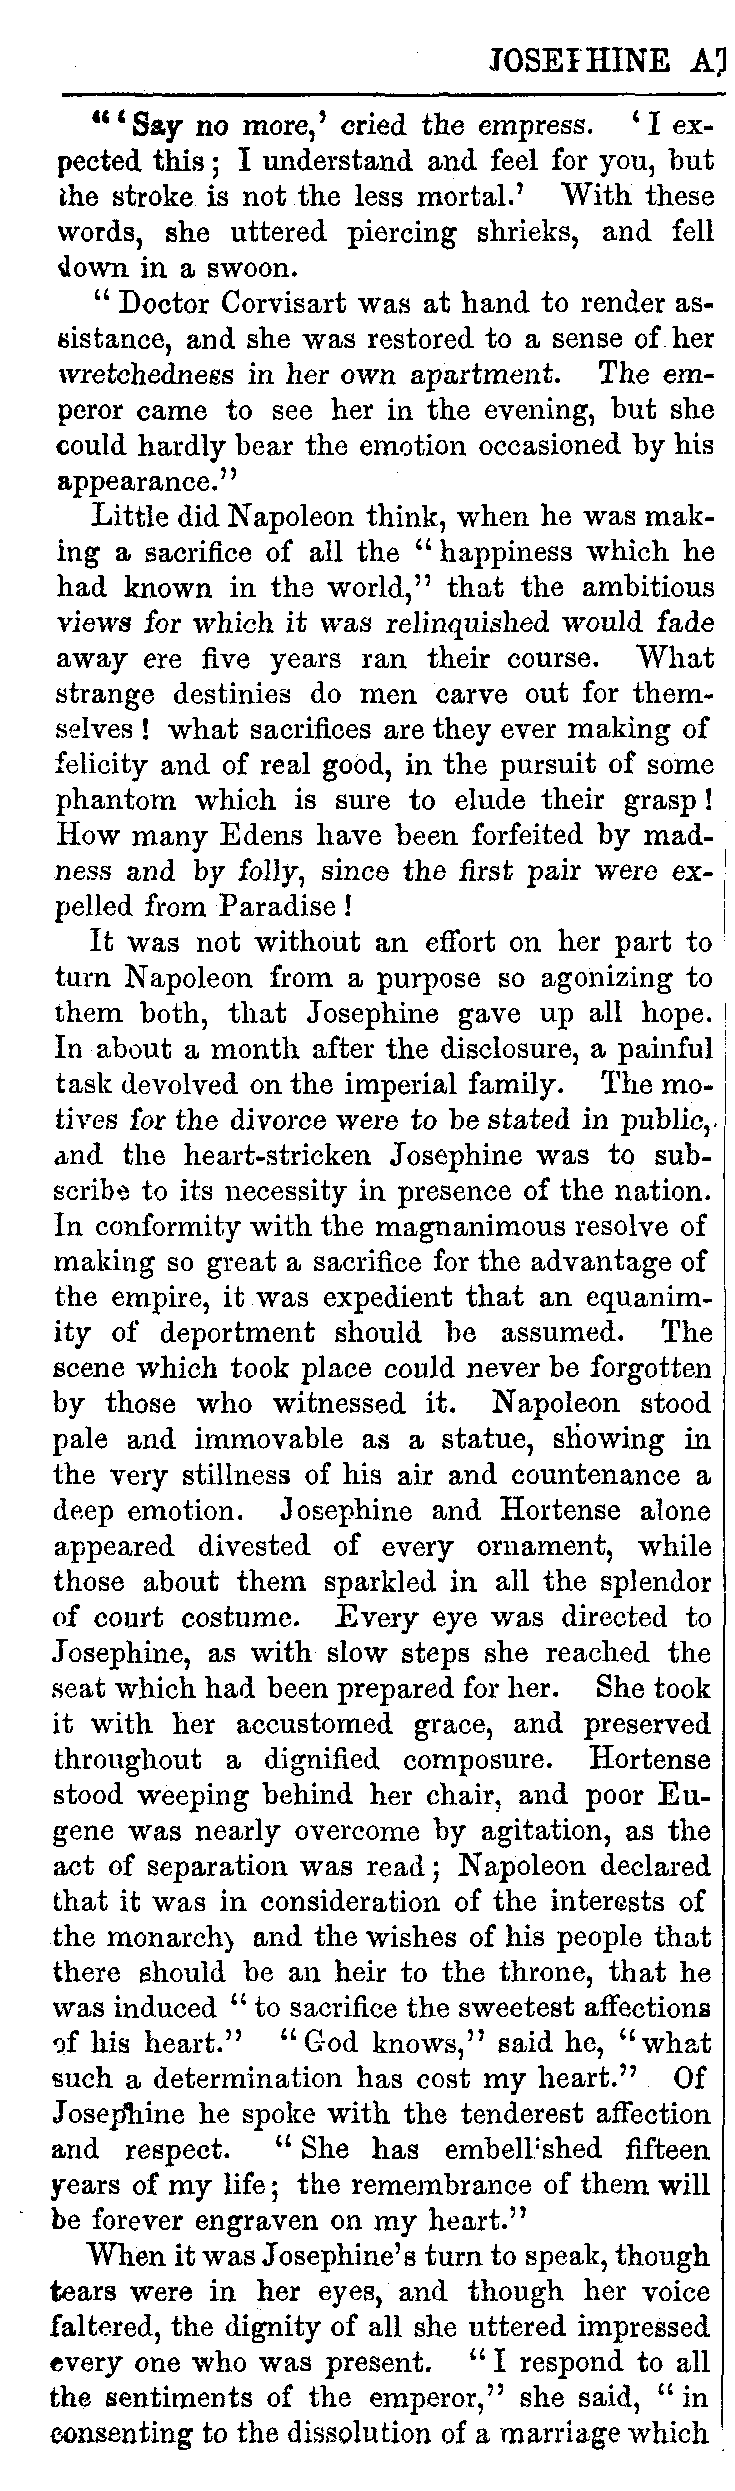 JOSEPHINE A
"'Say no more,' cried the empress. 'I ex-
pected this; I understand and feel for you, but
the stroke is not the less mortal.' With these
words, she uttered piercing shrieks, and fell
down in a swoon.
"Doctor Corvisart was at hand to render as-
sistance, and she was restored to a sense of her
wretchedness in her own apartment. The em-
peror came to see her in the evening, but she
could hardly bear the emotion occasioned by his
appearance."
Little did Napoleon think, when he was mak-
ing a sacrifice of all the "happiness which he
had known in the world," that the ambitious
views for which it was relinquished would fade
away ere five years ran their course. What
strange destinies do men carve out for them-
selves! what sacrifices are they ever making of
felicity and of real good, in the pursuit of some
phantom which is sure to elude their grasp!
How many Edens have been forfeited by mad-
ness and by folly, since the first pair were ex-
pelled from Paradise!
It was not without an effort on her part to
turn Napoleon from a purpose so agonizing to
them both, that Josephine gave up all hope.
In about a month after the disclosure, a painful
task devolved on the imperial family. The mo-
tives for the divorce were to be stated in public,
and the heart-stricken Josephine was to sub-
scribe to its necessity in presence of the nation.
In conformity with the magnanimous resolve of
making so great a sacrifice for the advantage of
the empire, it was expedient that an equanim-
ity of deportment should be assumed. The
scene which took place could never be forgotten
by those who witnessed it. Napoleon stood
pale and immovable as a statue, showing in
the very stillness of his air and countenance a
deep emotion. Josephine and Hortense alone
appeared divested of every ornament, while
those about them sparkled in all the splendor
of court costume. Every eye was directed to
Josephine, as with slow steps she reached the
seat which had been prepared for her. She took
it with her accustomed grace, and preserved
throughout a dignified composure. Hortense
stood weeping behind her chair, and poor Eu-
gene was nearly overcome by agitation, as the
act of separation was read; Napoleon declared
that it was in consideration of the interests of
the monarchy and the wishes of his people that
there should be an heir to the throne, that he
was induced "to sacrifice the sweetest affections
of his heart." "God knows," said he, "what
such a determination has cost my heart." Of
Josephine he spoke with the tenderest affection
and respect. "She has embellished fifteen
years of my life; the remembrance of them will
be forever engraven on my heart."
When it was Josephine's turn to speak, though
tears were in her eyes, and though her voice
faltered, the dignity of all she uttered impressed
every one who was present. "I respond to all
the sentiments of the emperor," she said, "in
consenting to the dissolution of a marriage which